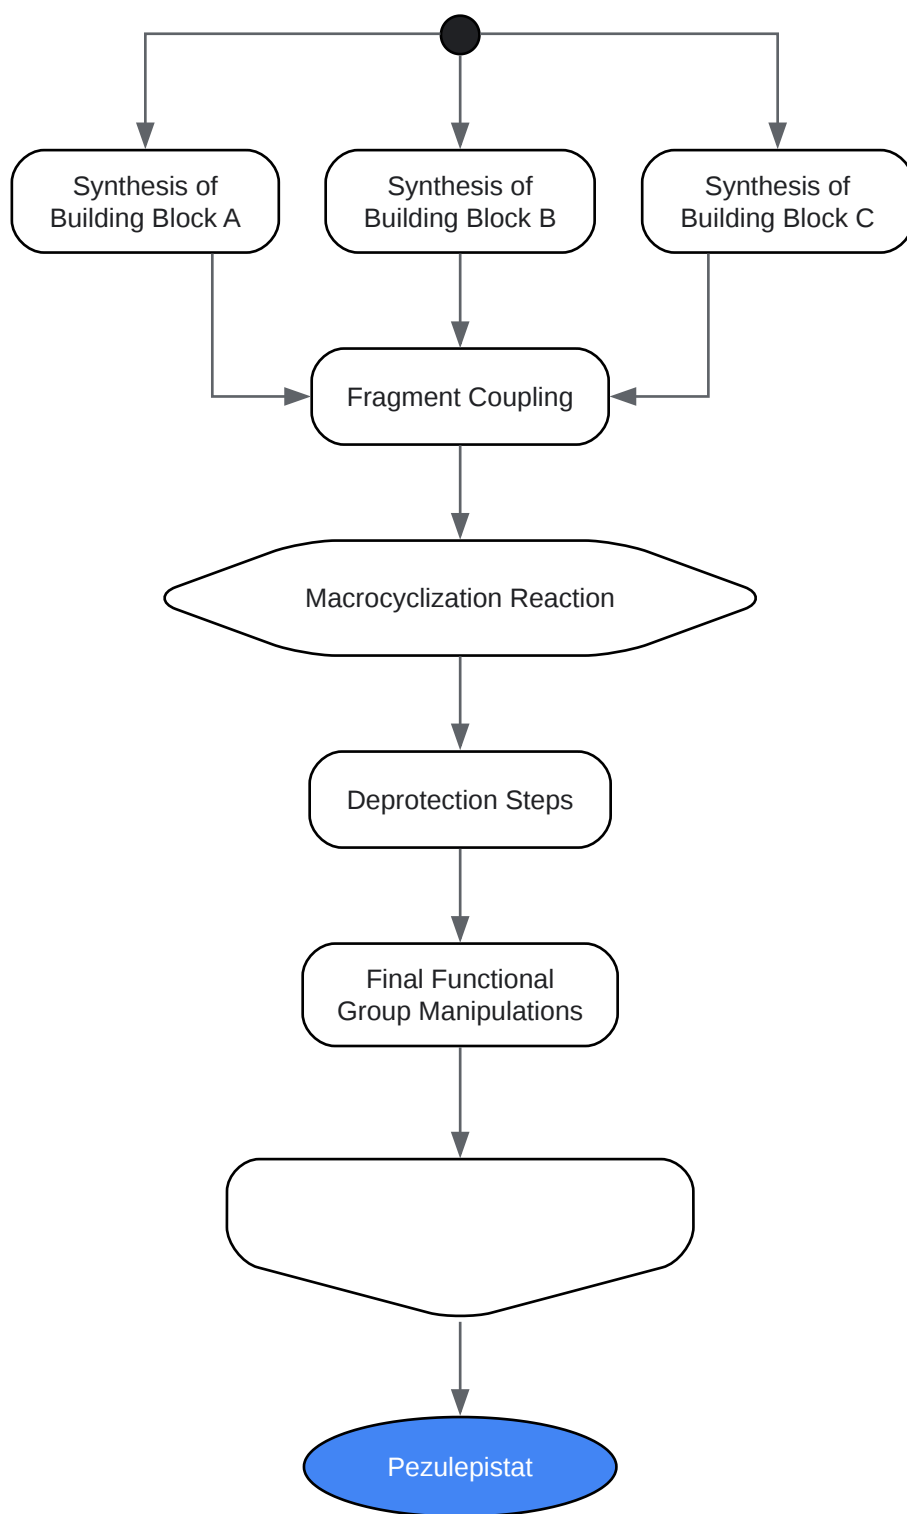 Synthesis of
Building Block A
Synthesis of
Building Block B
Synthesis of
Building Block C
Fragment Coupling
Macrocyclization Reaction
Deprotection Steps
Final Functional
Group Manipulations
Pezulepistat